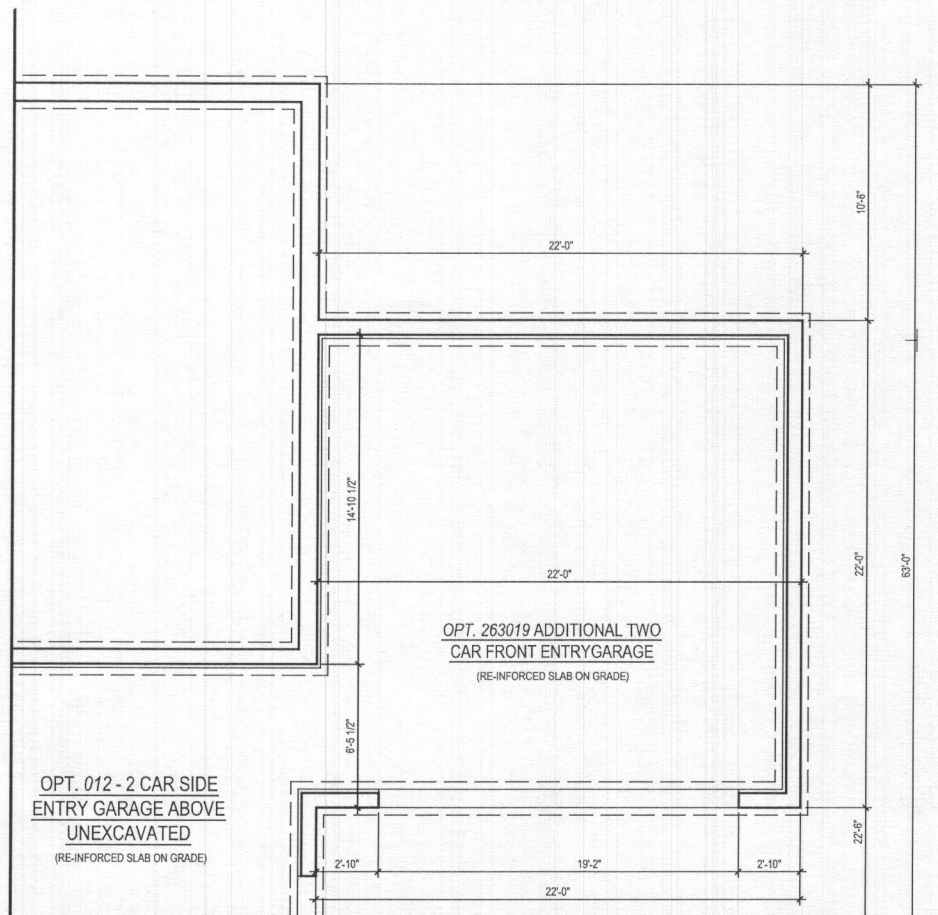 10'-8"
22'-0"
14'-10 1/2"
22'-0"
22'-0"
63'-0"
OPT. 263019 ADDITIONAL TWO
CAR FRONT ENTRYGARAGE
(RE-INFORCED SLAB ON GRADE)
6'-5 1/2"
OPT. 012 - 2 CAR SIDE
ENTRY GARAGE ABOVE
UNEXCAVATED
(RE-INFORCED SLAB ON GRADE)
22'-6"
2'-10" 19'-2" 2'-10"
22'-0"